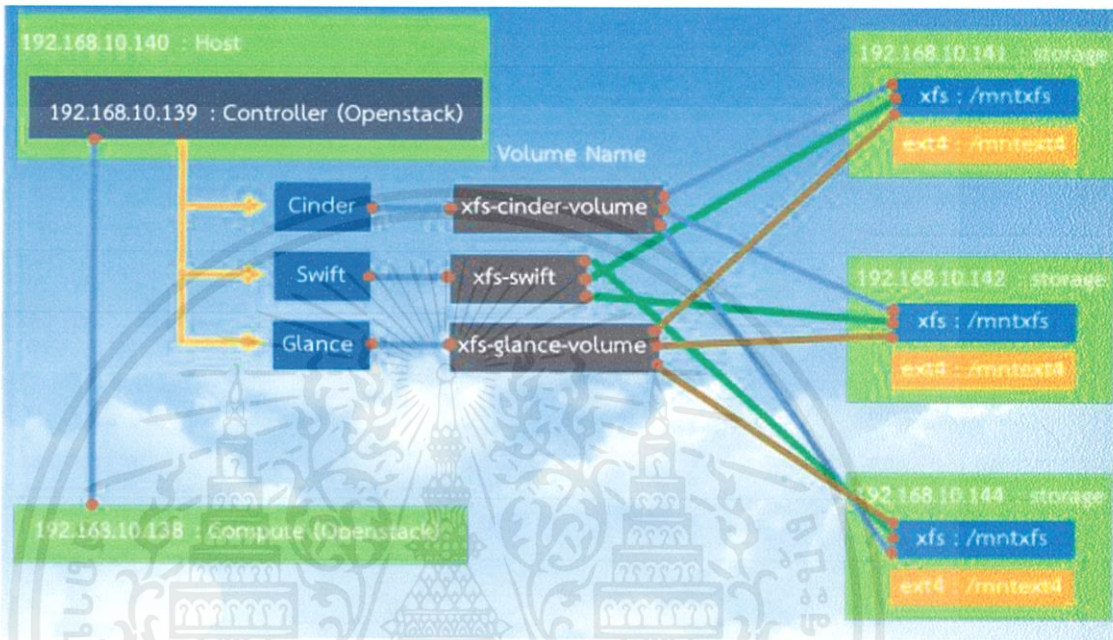 192.168.10.140 : Host
192.168.10.139 : Controller (Openstack)
Volume Name
Cinder
xfs-cinder-volume
Swift
xfs-swift
Glance
xfs-glance-volume
192.168.10.138 : Compute (Openstack)
192.168.10.141 : storage
xfs : /mntxfs
ext4 : /mntext4
192.168.10.142 : storage
xfs : /mntxfs
ext4 : /mntext4
192.168.10.144 : storage
xfs : /mntxfs
ext4 : /mntext4